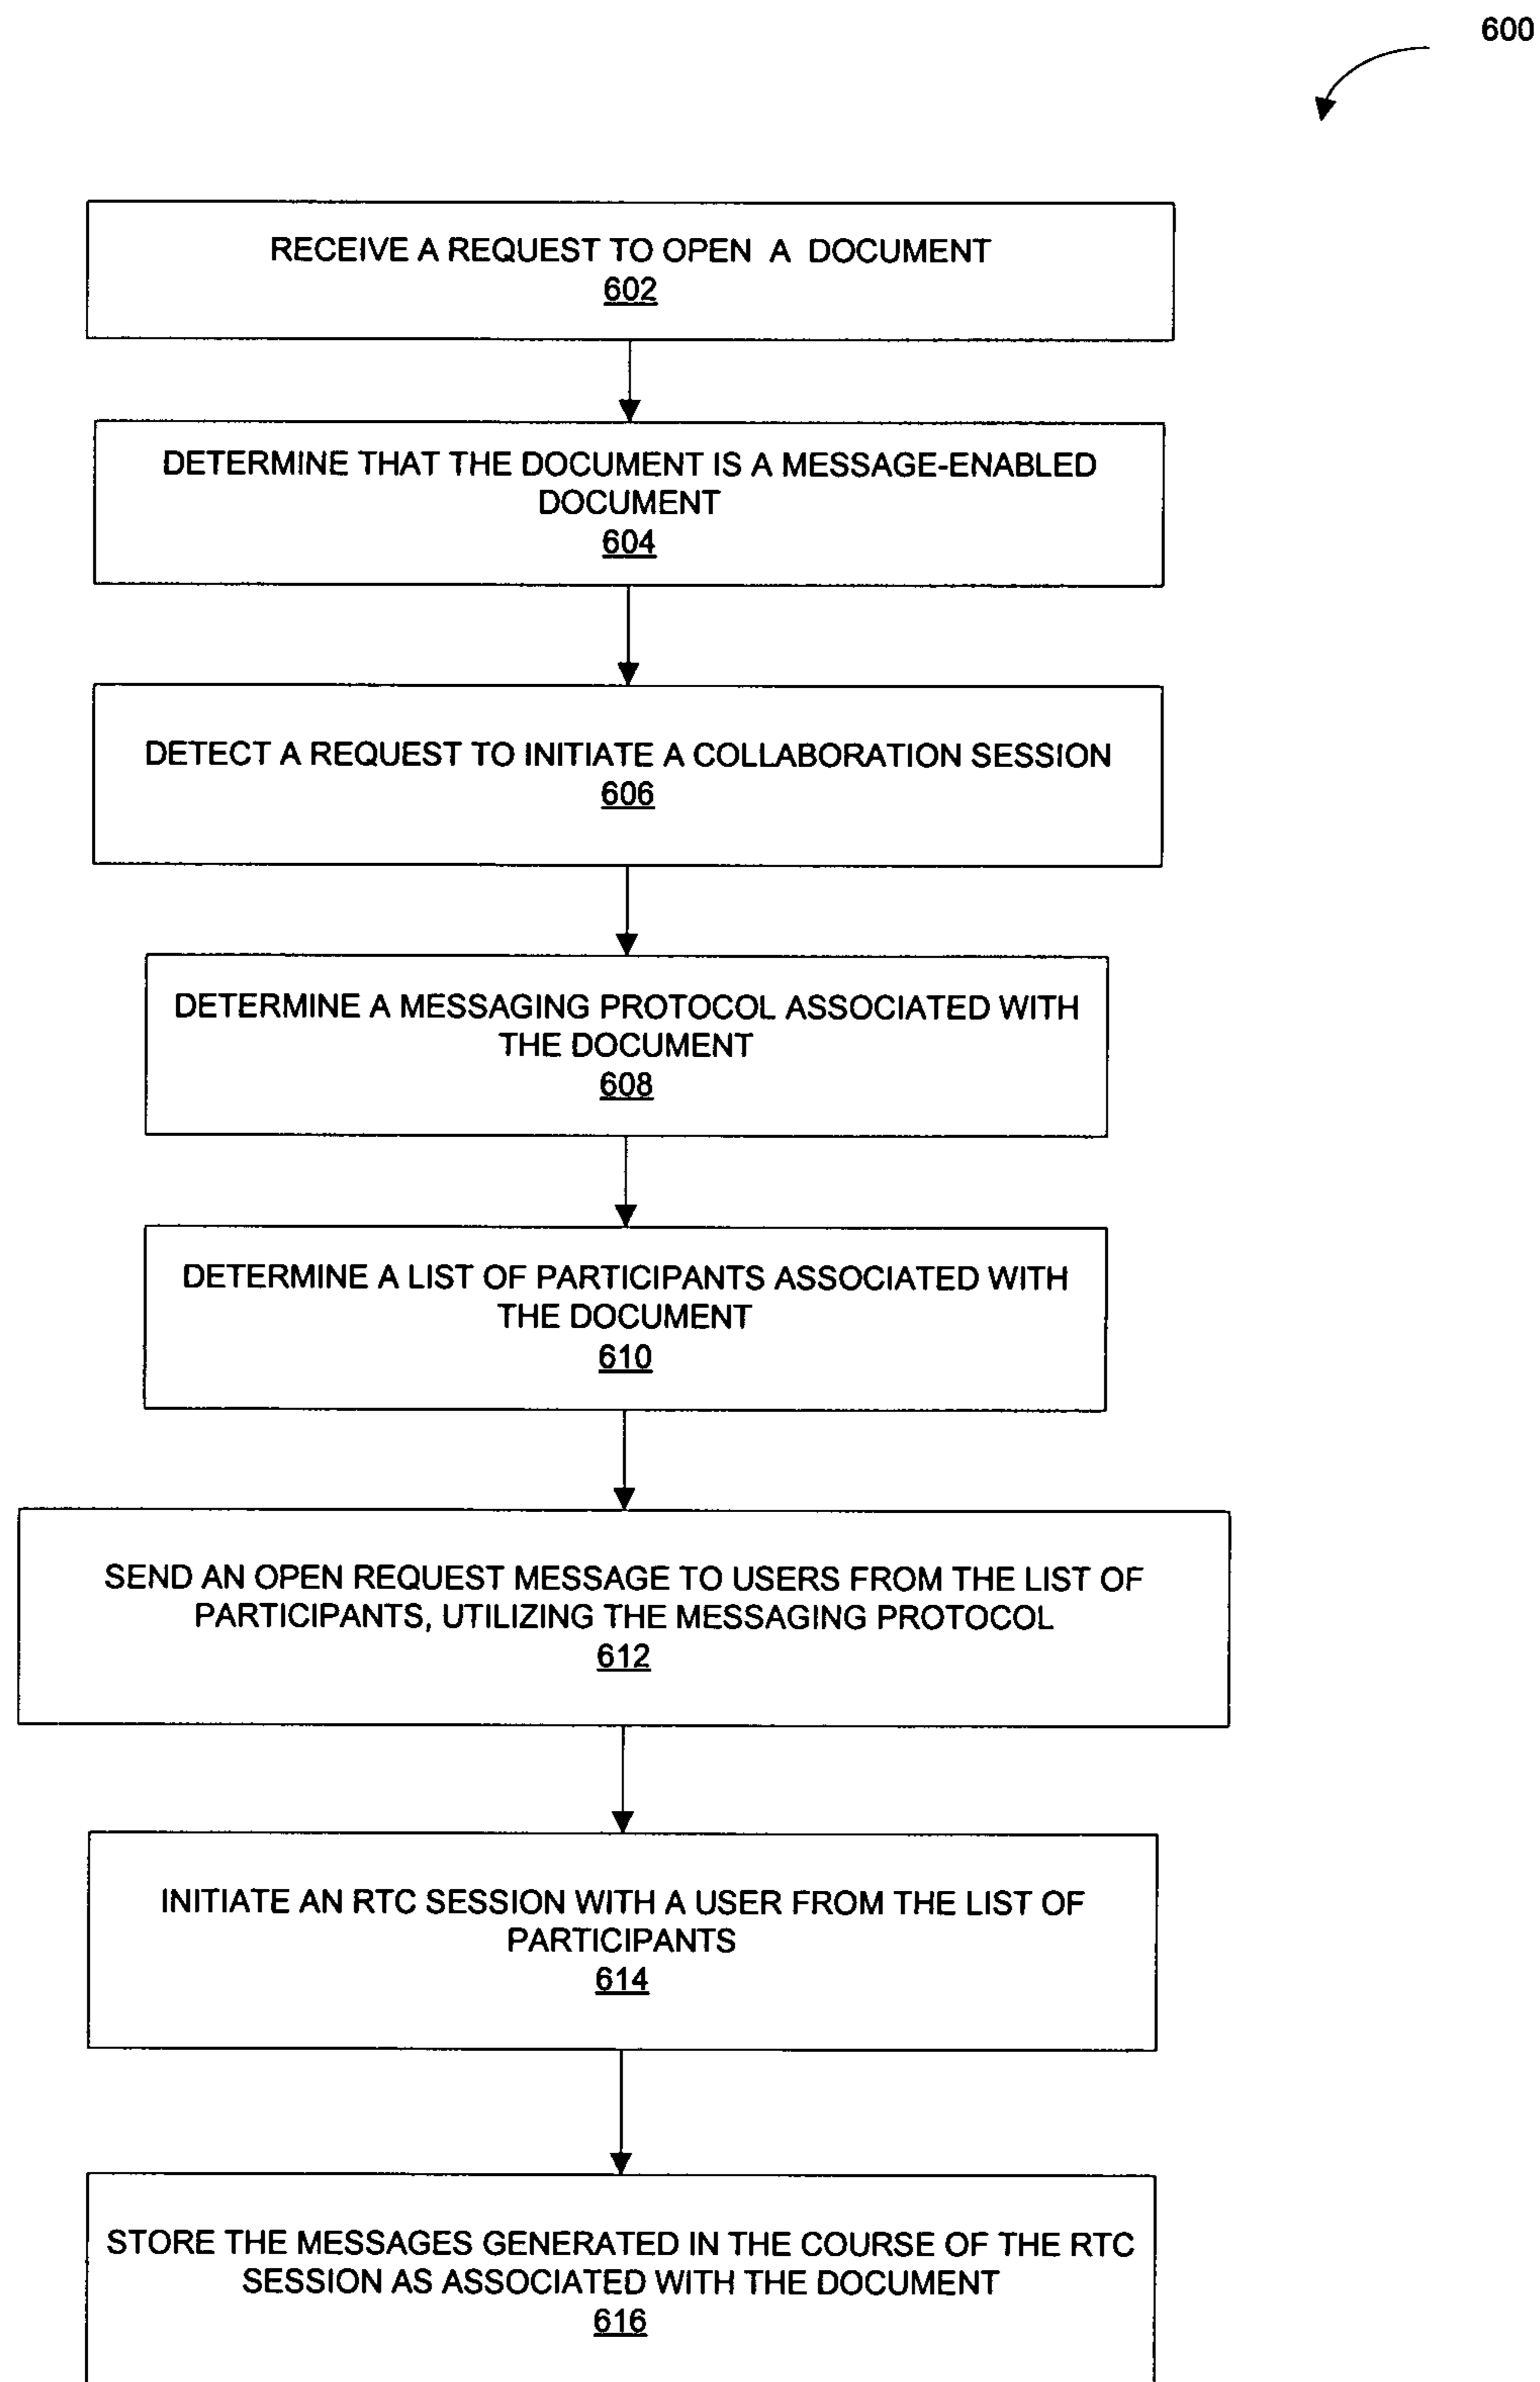 600
RECEIVE A REQUEST TO OPEN A DOCUMENT
602
DETERMINE THAT THE DOCUMENT IS A MESSAGE-ENABLED
DOCUMENT
604
DETECT A REQUEST TO INITIATE A COLLABORATION SESSION
606
DETERMINE A MESSAGING PROTOCOL ASSOCIATED WITH
THE DOCUMENT
608
DETERMINE A LIST OF PARTICIPANTS ASSOCIATED WITH
THE DOCUMENT
610
SEND AN OPEN REQUEST MESSAGE TO USERS FROM THE LIST OF
PARTICIPANTS, UTILIZING THE MESSAGING PROTOCOL
612
INITIATE AN RTC SESSION WITH A USER FROM THE LIST OF
PARTICIPANTS
614
STORE THE MESSAGES GENERATED IN THE COURSE OF THE RTC
SESSION AS ASSOCIATED WITH THE DOCUMENT
616